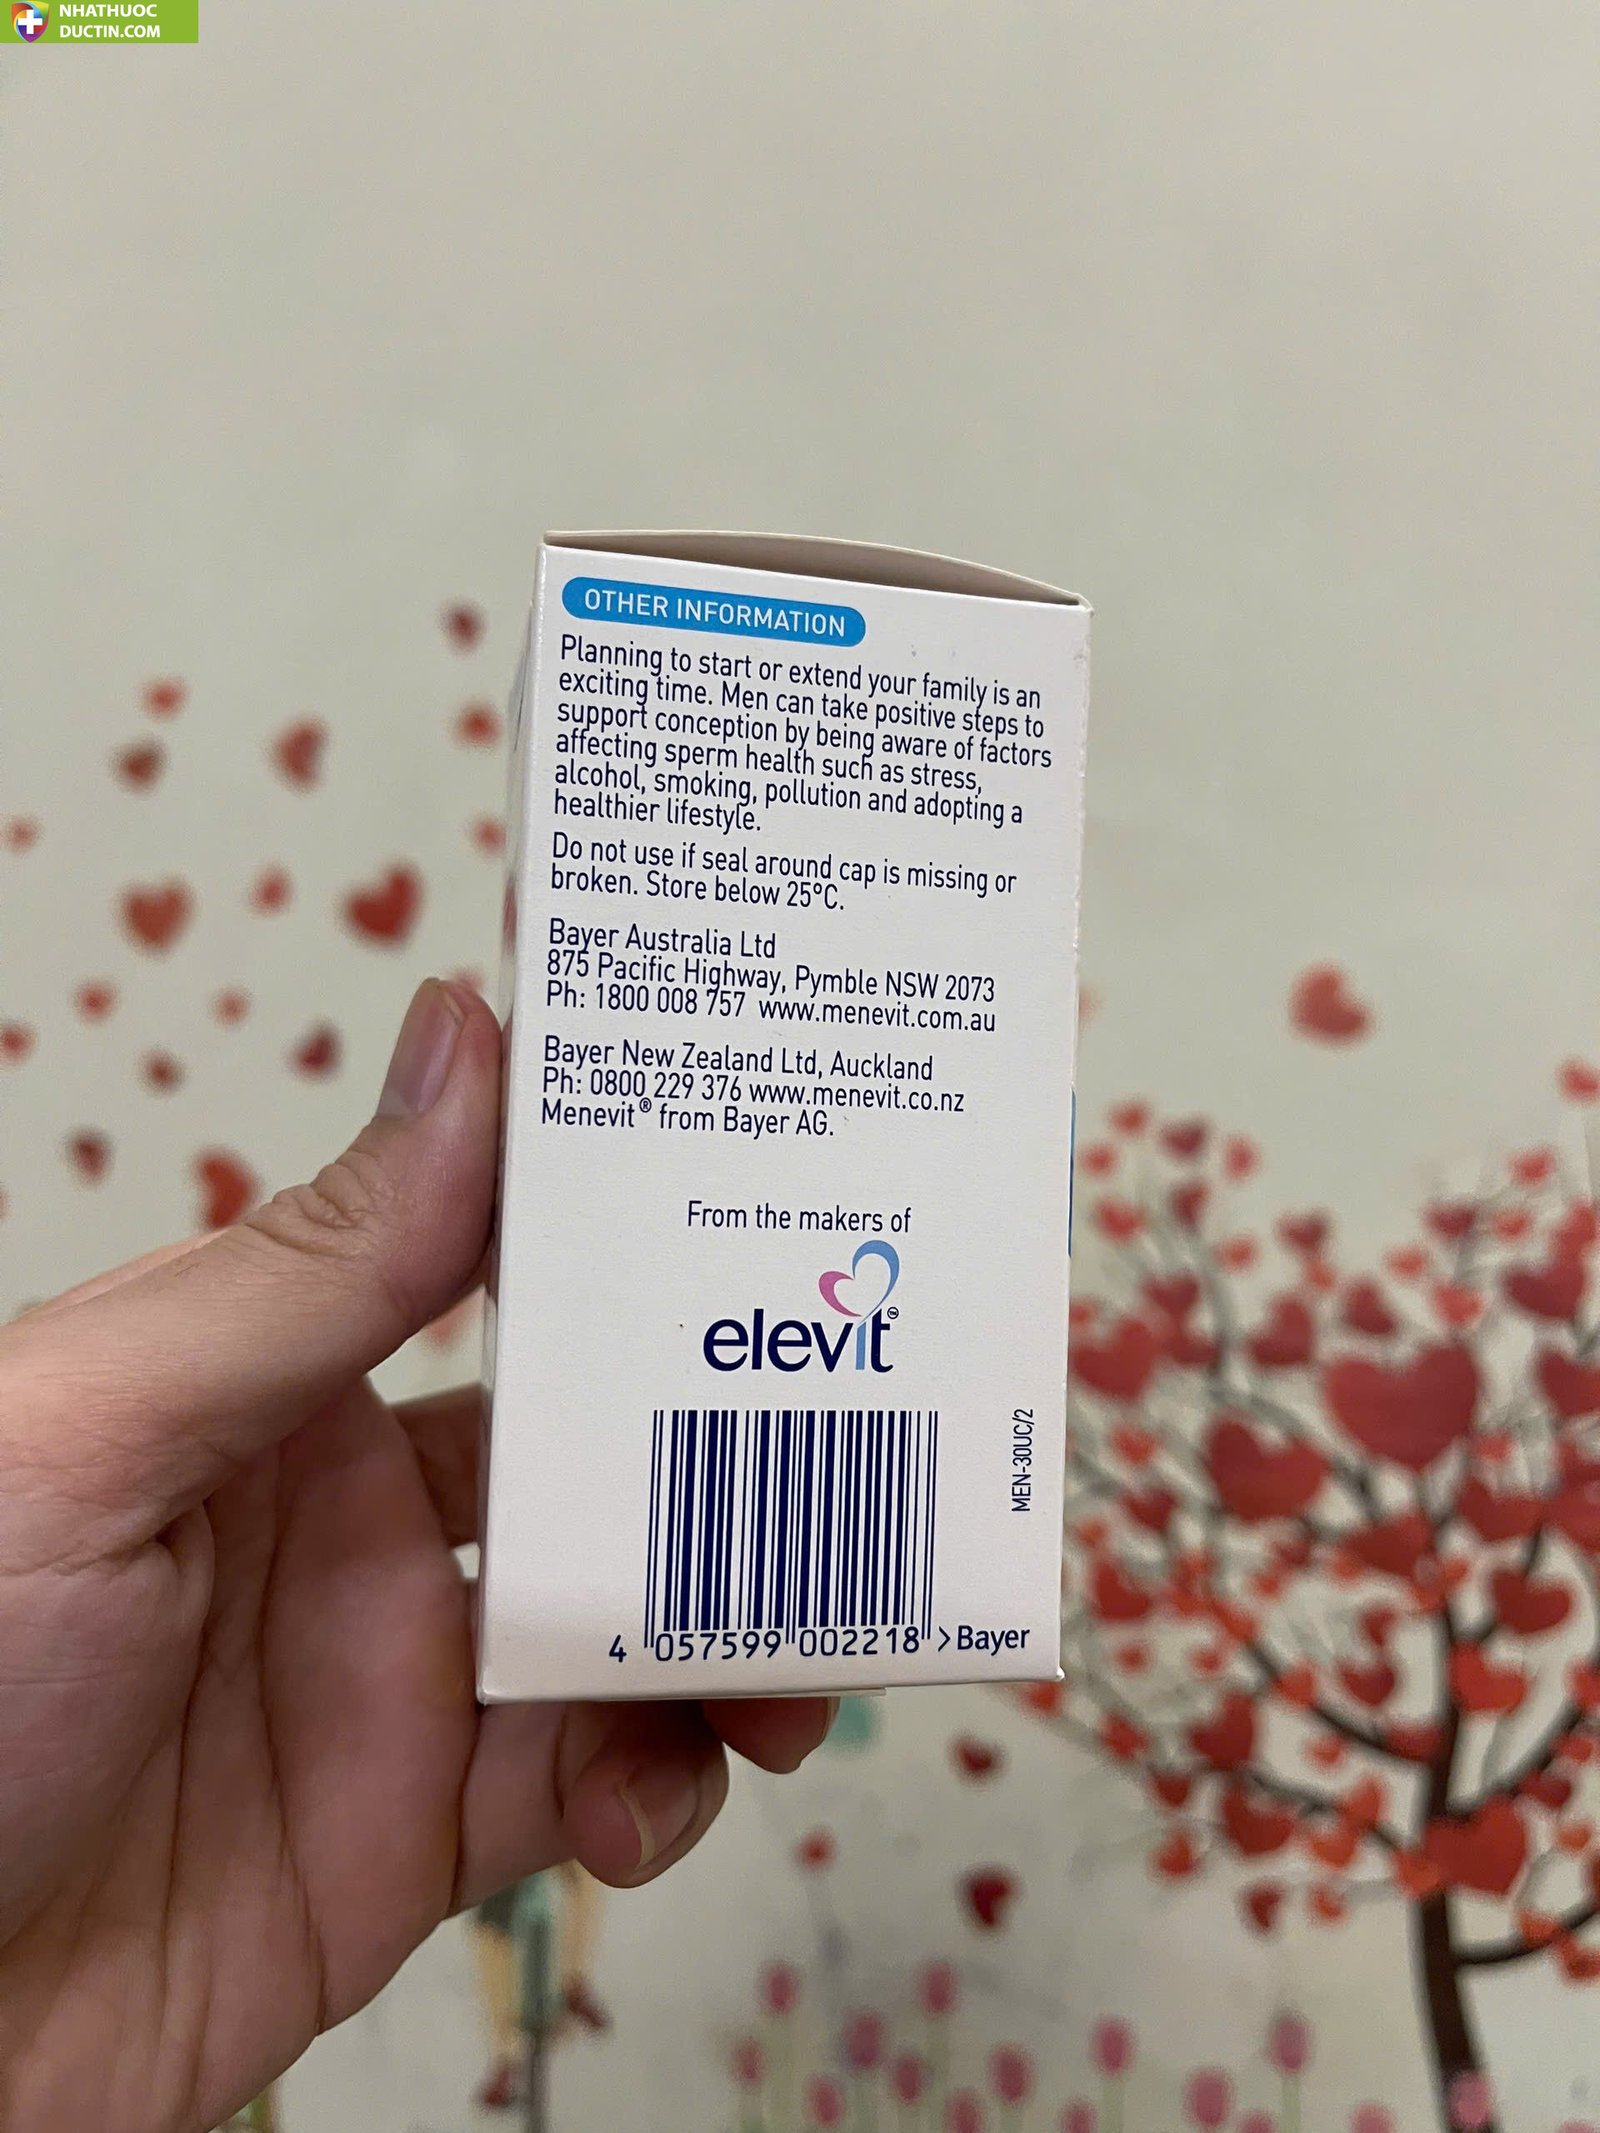 NHATHUOC
DUCTIN.COM
OTHER INFORMATION
Planning to start or extend your family is an
exciting time. Men can take positive steps to
support conception by being aware of factors
affecting sperm health such as stress,
alcohol, smoking, pollution and adopting a
healthier lifestyle.
Do not use if seal around cap is missing or
broken. Store below 25°C.
Bayer Australia Ltd
875 Pacific Highway, Pymble NSW 2073
Ph: 1800 008 757 www.menevit.com.au
Bayer New Zealand Ltd, Auckland
Ph: 0800 229 376 www.menevit.co.nz
Menevit® from Bayer AG.
From the makers of
elevit™
MEN-30UC/2
4 057599 002218 > Bayer